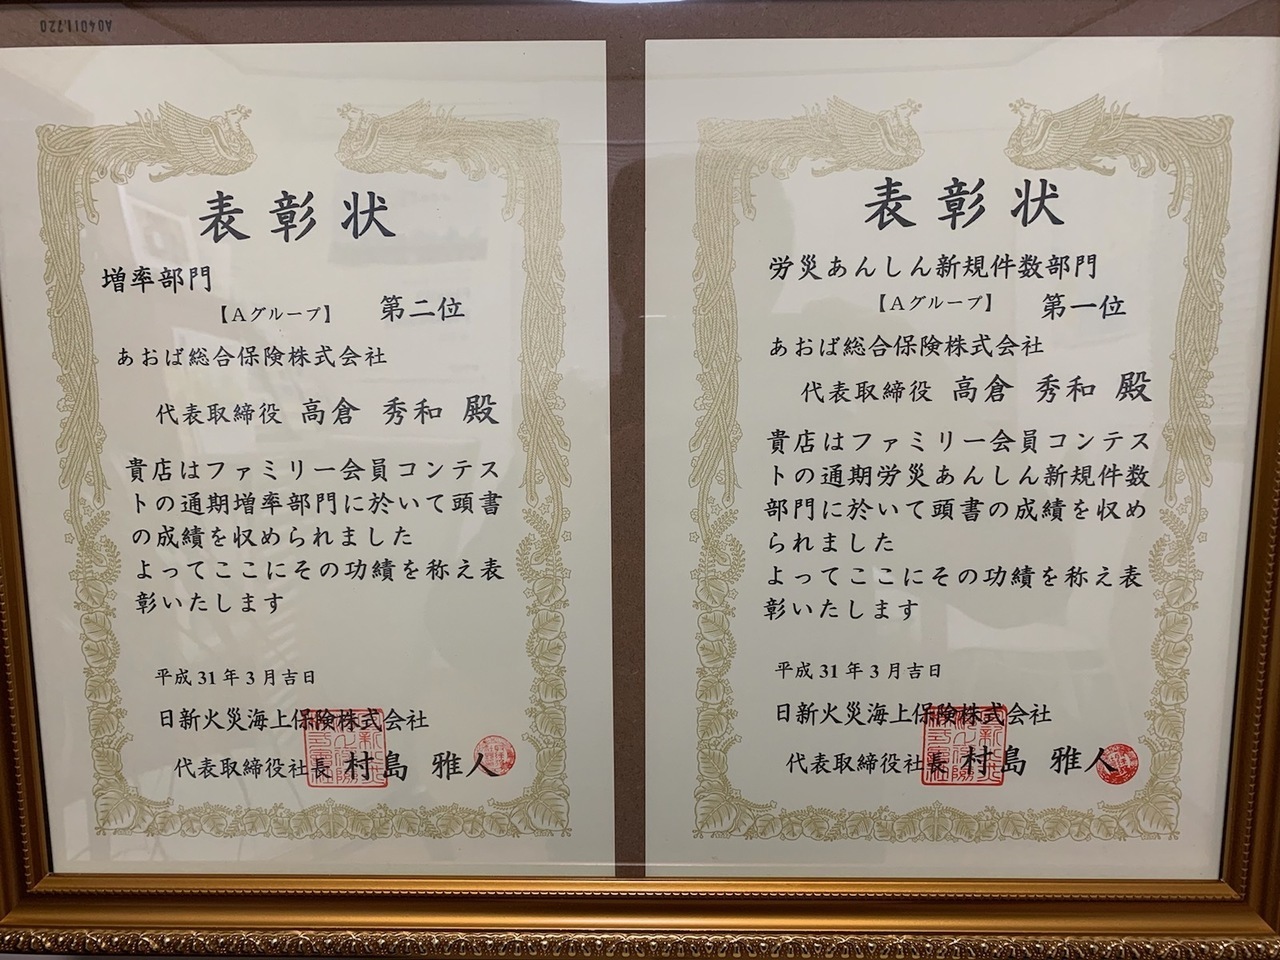 A04011,720
表彰状
増率部門
【Aグループ】 第二位
あおば総合保険株式会社
代表取締役 高倉 秀和 殿
貴店はファミリー会員コンテス
トの通期増率部門に於いて頭書
の成績を収められました
よってここにその功績を称え表
彰いたします
平成31年3月吉日
日新火災海上保険株式会社
代表取締役社長 村島 雅人
表彰状
労災あんしん新規件数部門
【Aグループ】 第一位
あおば総合保険株式会社
代表取締役 高倉 秀和 殿
貴店はファミリー会員コンテス
トの通期労災あんしん新規件数
部門に於いて頭書の成績を収め
られました
よってここにその功績を称え表
彰いたします
平成31年3月吉日
日新火災海上保険株式会社
代表取締役社長 村島 雅人